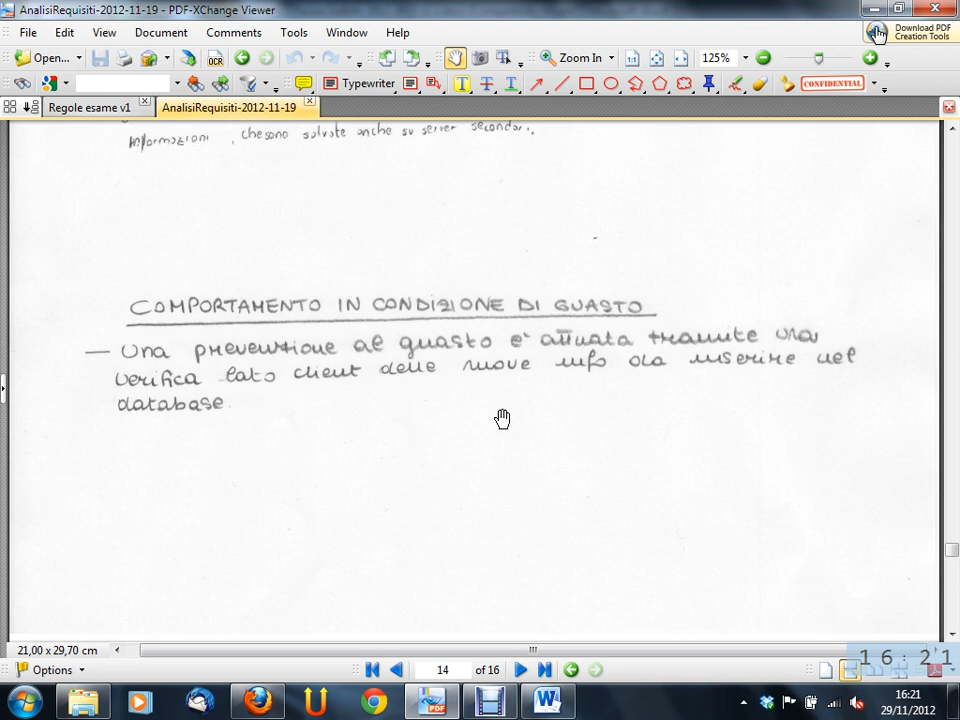 AnalisiRequisiti-2012-11-19 - PDF-XChange Viewer
File Edit View Document Comments Tools Window Help
Download PDF
Creation Tools
Open... OCR Zoom In 125%
Typewriter CONFIDENTIAL
Regole esame v1 AnalisiRequisiti-2012-11-19
informazioni, che sono salvate anche su server secondari.
COMPORTAMENTO IN CONDIZIONE DI GUASTO
— Una prevenzione al guasto e' attuata tramite una
verifica lato client delle nuove info da inserire nel
database.
21,00 x 29,70 cm
16:21
Options 14 of 16
16:21
29/11/2012